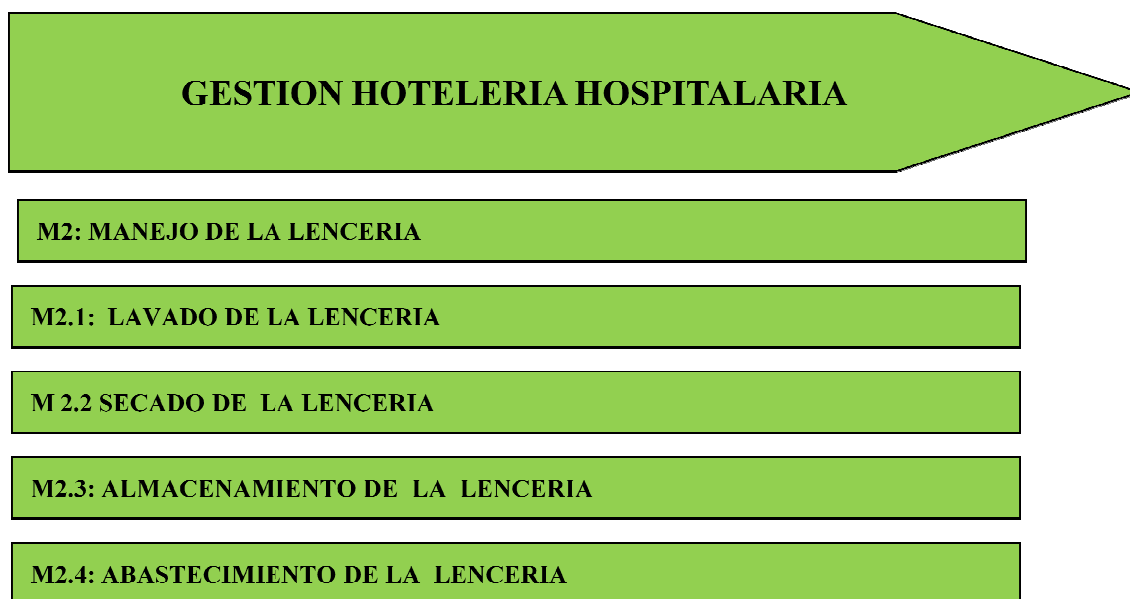 GESTION HOTELERIA HOSPITALARIA
M2: MANEJO DE LA LENCERIA
M2.1: LAVADO DE LA LENCERIA
M 2.2 SECADO DE LA LENCERIA
M2.3: ALMACENAMIENTO DE LA LENCERIA
M2.4: ABASTECIMIENTO DE LA LENCERIA